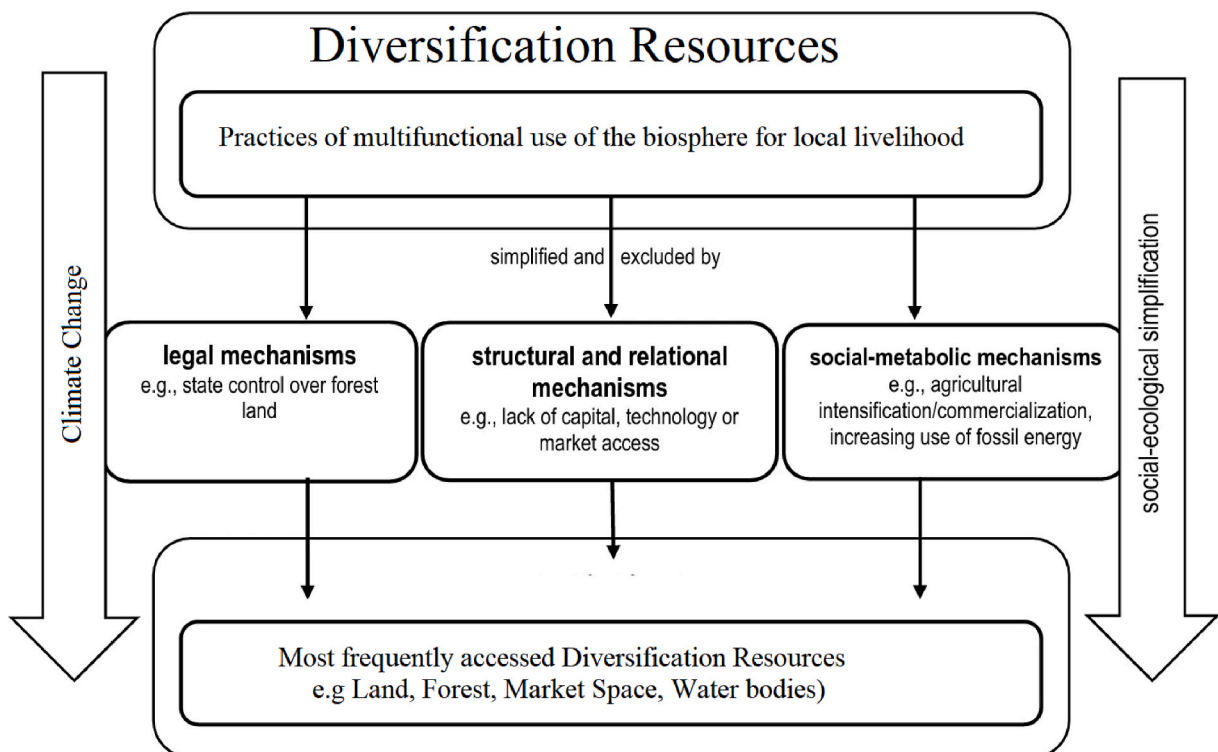 Diversification Resources
Practices of multifunctional use of the biosphere for local livelihood
simplified and excluded by
Climate Change
social-ecological simplification
legal mechanisms
e.g., state control over forest
land
structural and relational
mechanisms
e.g., lack of capital, technology or
market access
social-metabolic mechanisms
e.g., agricultural
intensification/commercialization,
increasing use of fossil energy
Most frequently accessed Diversification Resources
e.g Land, Forest, Market Space, Water bodies)